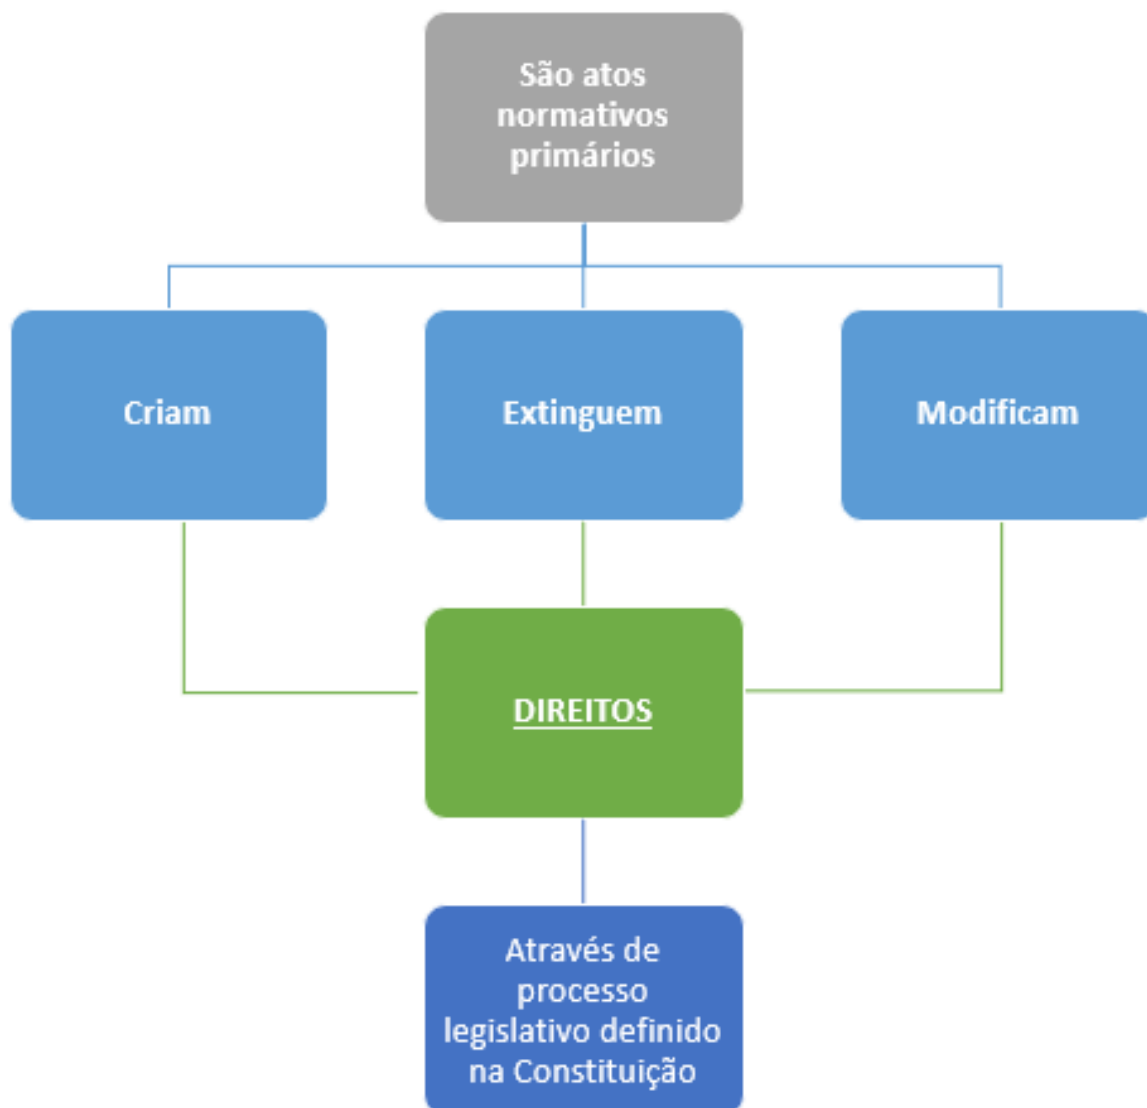 São atos
normativos
primários
Criam
Extinguem
Modificam
DIREITOS
Através de
processo
legislativo definido
na Constituição